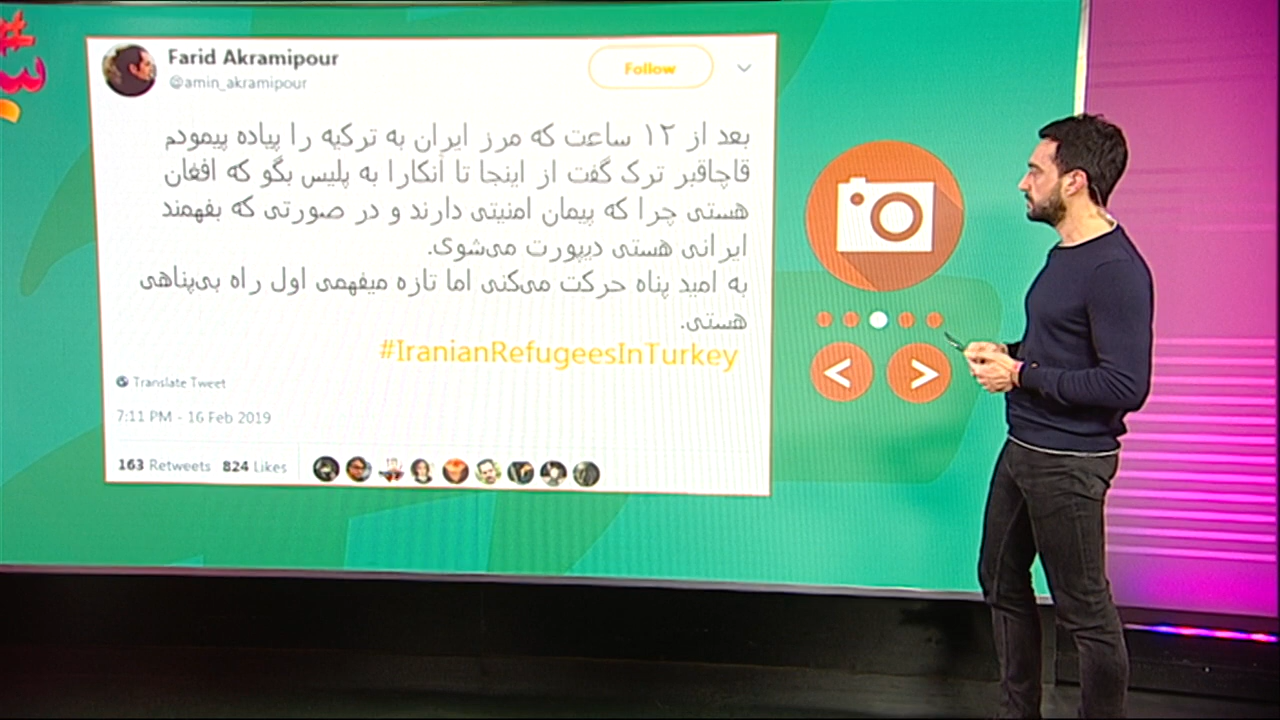 Farid Akramipour
@amin_akramipour
Follow
بعد از ۱۲ ساعت که مرز ایران به ترکیه را پیاده پیمودم
قاچاقبر ترک گفت از اینجا تا آنکارا به پلیس بگو که افغان
هستی چرا که پیمان امنیتی دارند و در صورتی که بفهمند
ایرانی هستی دیپورت می‌شوی.
به امید پناه حرکت می‌کنی اما تازه میفهمی اول راه بی‌پناهی
هستی.
#IranianRefugeesInTurkey
Translate Tweet
7:11 PM - 16 Feb 2019
163 Retweets 824 Likes